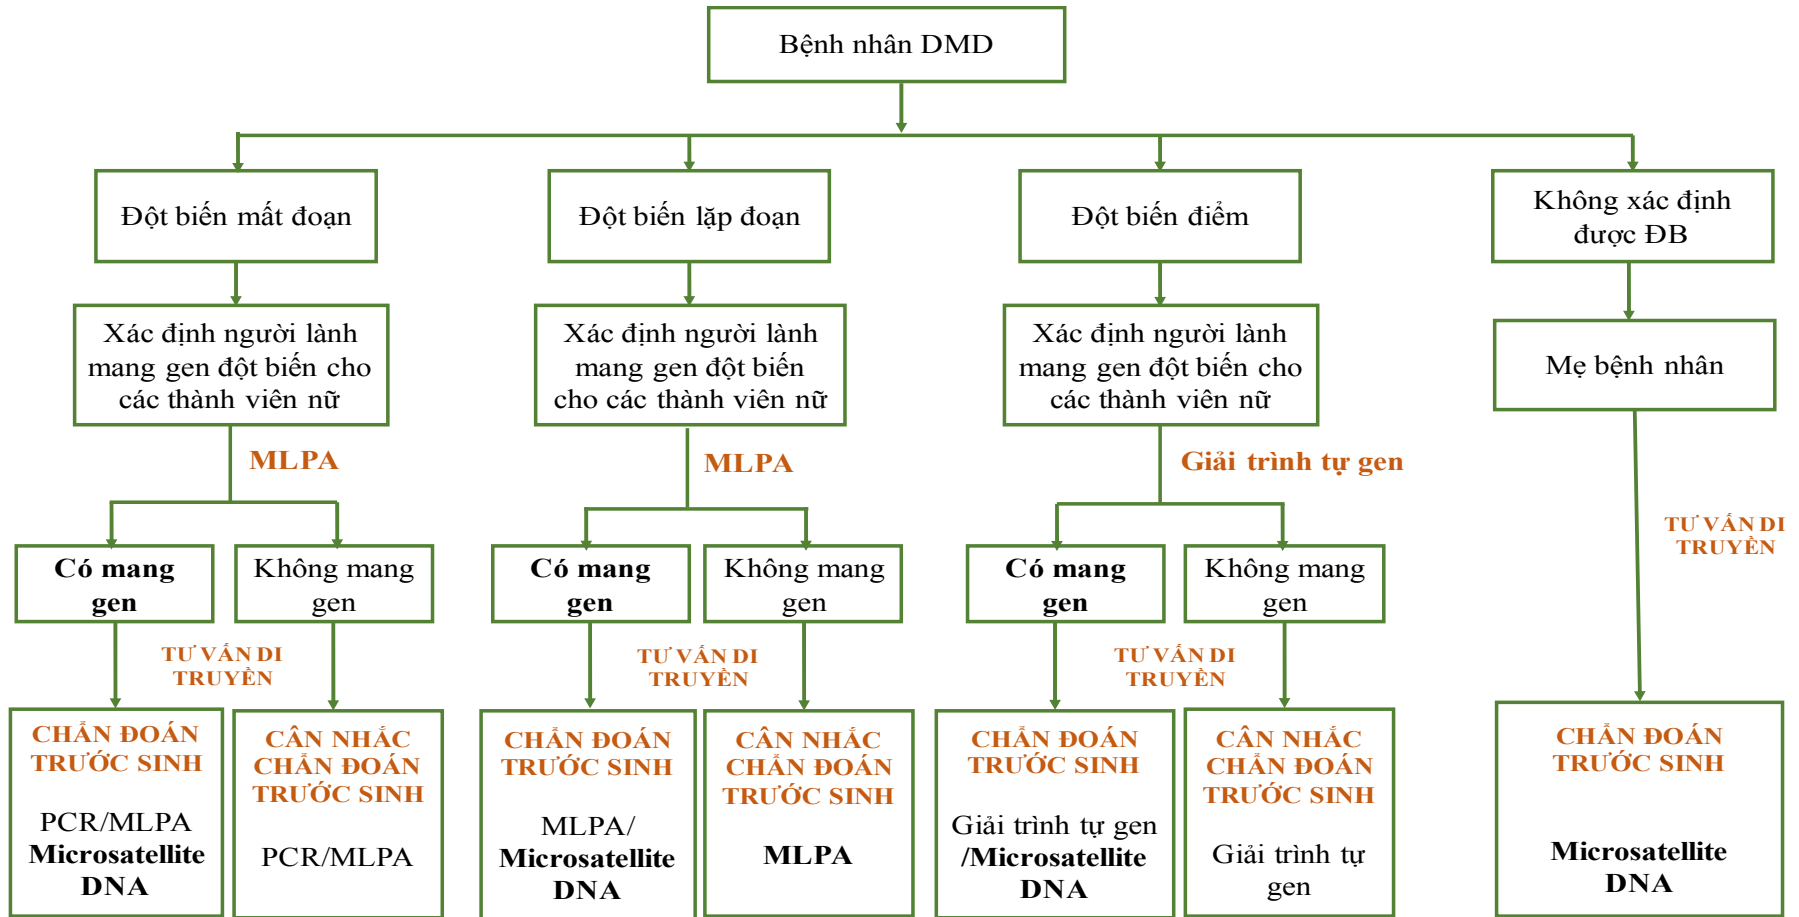 Bệnh nhân DMD
Đột biến mất đoạn
Đột biến lặp đoạn
Đột biến điểm
Không xác định
được ĐB
Xác định người lành
mang gen đột biến cho
các thành viên nữ
Xác định người lành
mang gen đột biến
cho các thành viên nữ
Xác định người lành
mang gen đột biến cho
các thành viên nữ
Mẹ bệnh nhân
MLPA
MLPA
Giải trình tự gen
TƯ VẤN DI
TRUYỀN
Có mang
gen
Không mang
gen
Có mang
gen
Không mang
gen
Có mang
gen
Không mang
gen
TƯ VẤN DI
TRUYỀN
TƯ VẤN DI
TRUYỀN
TƯ VẤN DI
TRUYỀN
CHẨN ĐOÁN
TRƯỚC SINH
PCR/MLPA
Microsatellite
DNA
CÂN NHẮC
CHẨN ĐOÁN
TRƯỚC SINH
PCR/MLPA
CHẨN ĐOÁN
TRƯỚC SINH
MLPA/
Microsatellite
DNA
CÂN NHẮC
CHẨN ĐOÁN
TRƯỚC SINH
MLPA
CHẨN ĐOÁN
TRƯỚC SINH
Giải trình tự gen
/Microsatellite
DNA
CÂN NHẮC
CHẨN ĐOÁN
TRƯỚC SINH
Giải trình tự
gen
CHẨN ĐOÁN
TRƯỚC SINH
Microsatellite
DNA